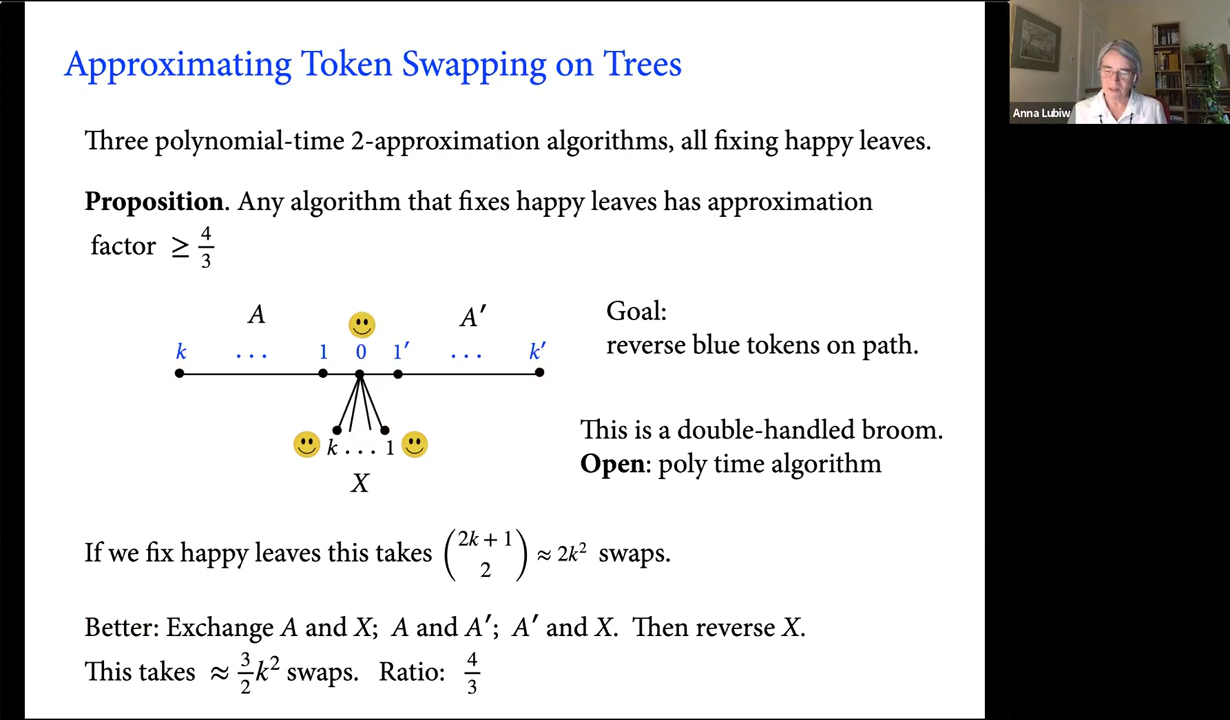 Approximating Token Swapping on Trees
Anna Lubiw
Three polynomial-time 2-approximation algorithms, all fixing happy leaves.
Proposition. Any algorithm that fixes happy leaves has approximation
factor ≥ 4/3
A A′
k ... 1 0 1′ ... k′
k ... 1
X
Goal:
reverse blue tokens on path.
This is a double-handled broom.
Open: poly time algorithm
If we fix happy leaves this takes (2k + 1 2) ≈ 2k² swaps.
Better: Exchange A and X; A and A′; A′ and X. Then reverse X.
This takes ≈ 3/2 k² swaps. Ratio: 4/3